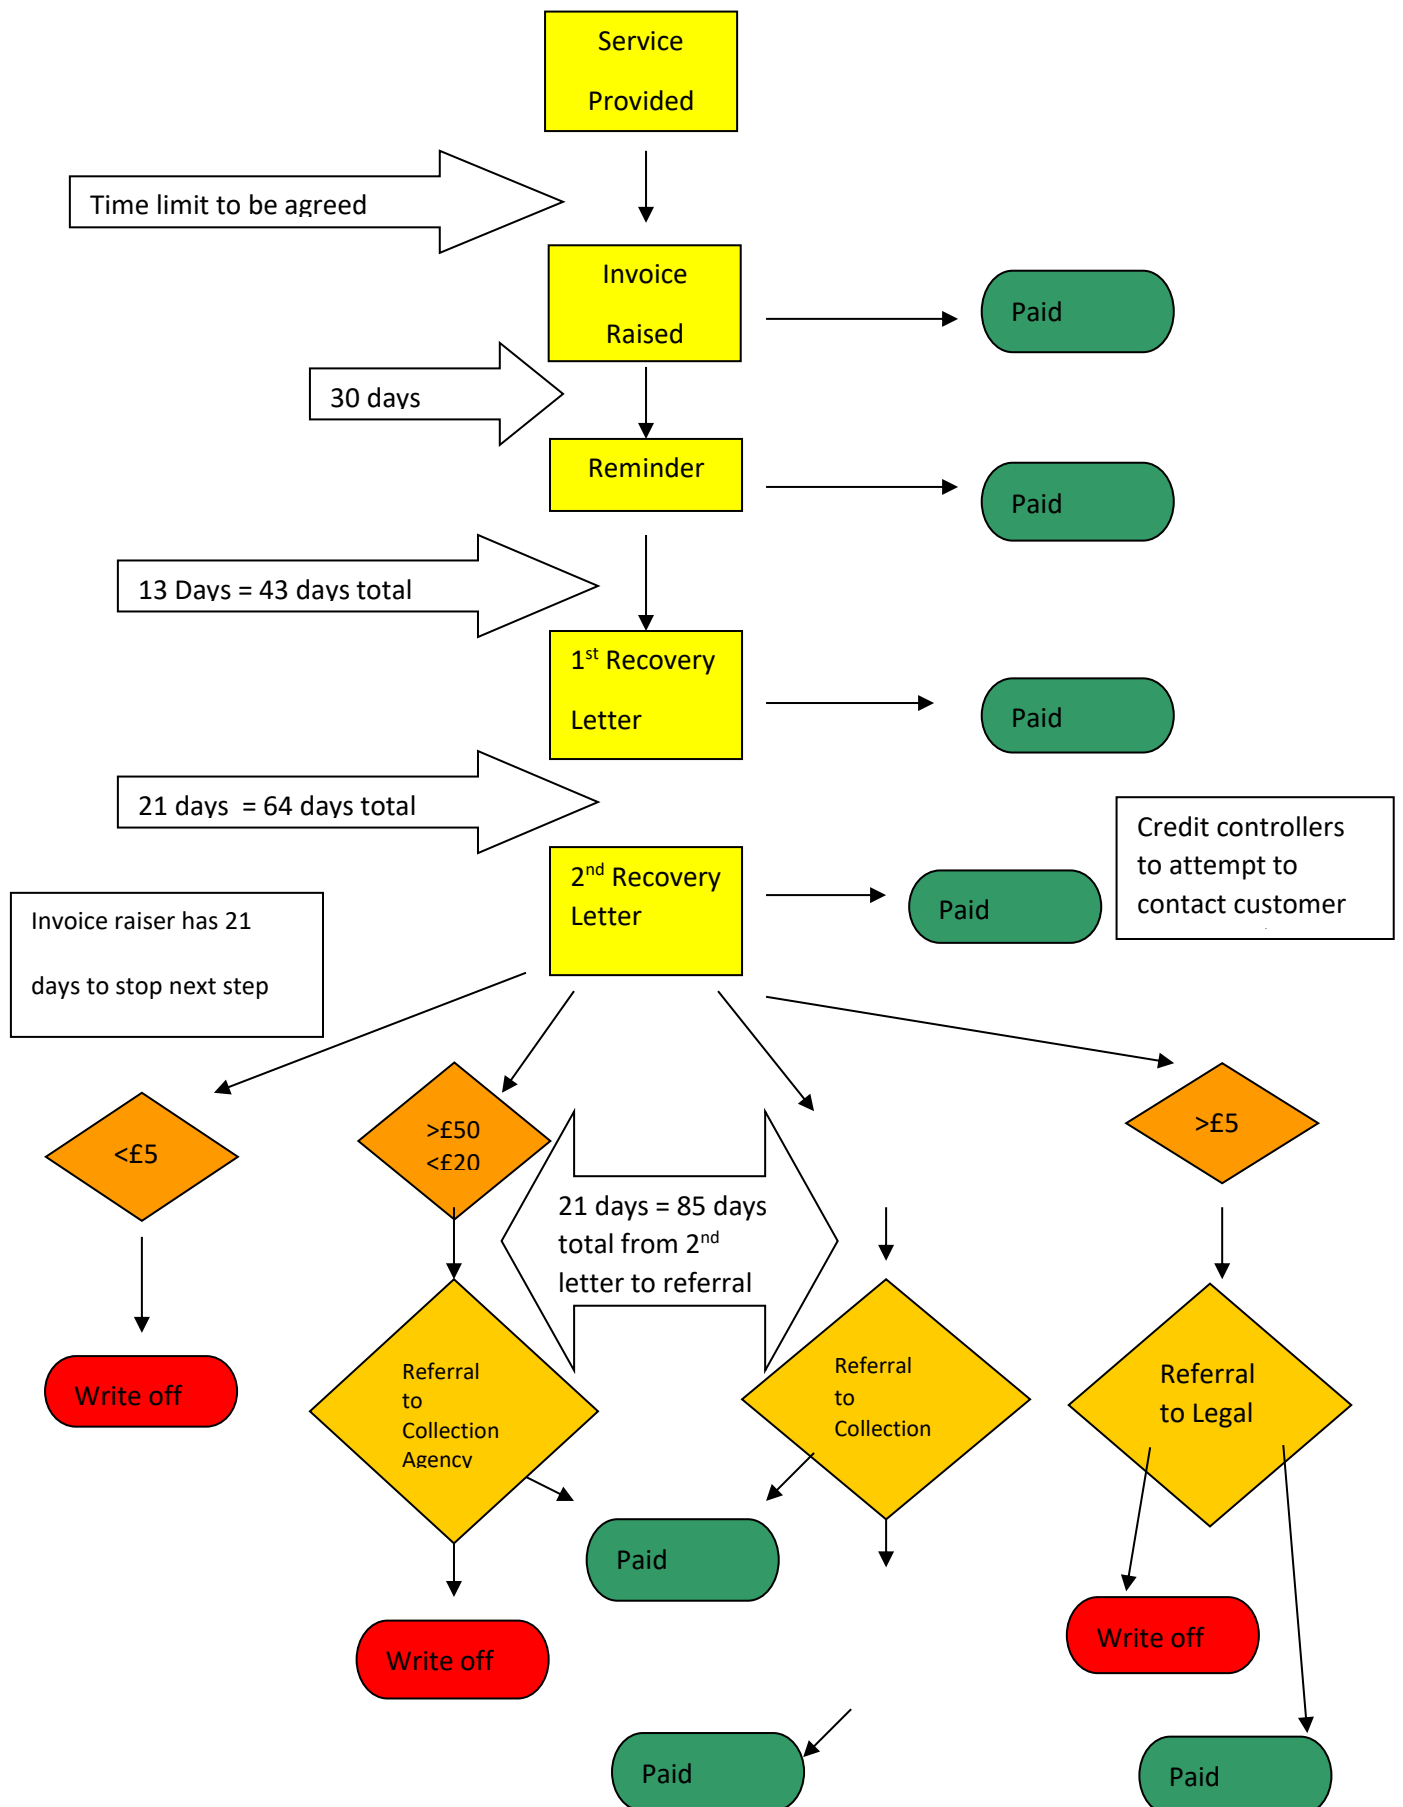 Service
Provided
Time limit to be agreed
Invoice
Raised
Paid
30 days
Reminder
Paid
13 Days = 43 days total
1st Recovery
Letter
Paid
21 days  = 64 days total
Credit controllers
to attempt to
contact customer
2nd Recovery
Letter
Paid
Invoice raiser has 21
days to stop next step
<£5
>£50
<£20
>£5
21 days = 85 days
total from 2nd
letter to referral
Referral
to
Collection
Agency
Referral
to
Collection
Referral
to Legal
Write off
Paid
Write off
Write off
Paid
Paid